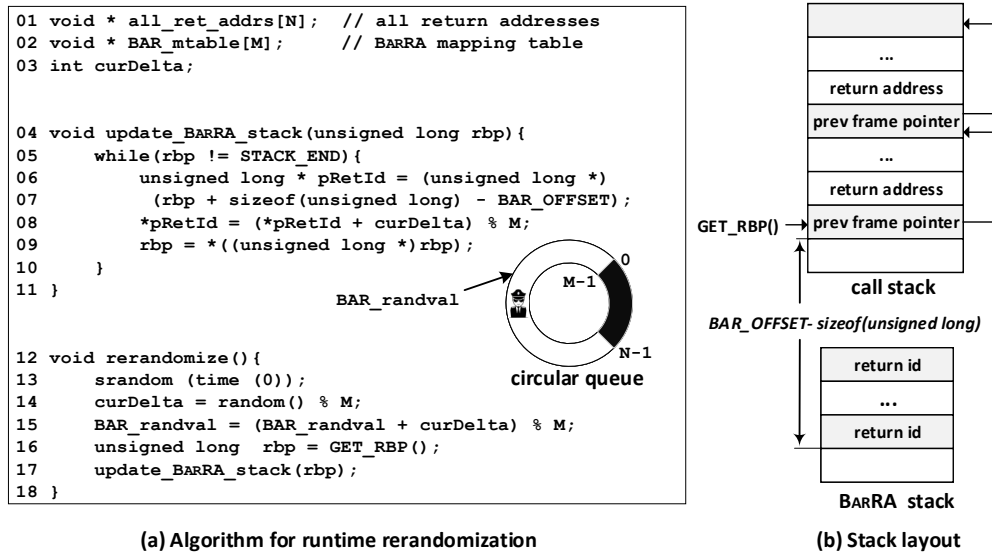 01 void * all_ret_addrs[N];  // all return addresses
02 void * BAR_mtable[M];     // BARRA mapping table
03 int curDelta;
04 void update_BARRA_stack(unsigned long rbp){
05     while(rbp != STACK_END){
06         unsigned long * pRetId = (unsigned long *)
07          (rbp + sizeof(unsigned long) - BAR_OFFSET);
08         *pRetId = (*pRetId + curDelta) % M;
09         rbp = *((unsigned long *)rbp);
10     }
11 }
BAR_randval
0
M-1
N-1
circular queue
12 void rerandomize(){
13     srandom (time (0));
14     curDelta = random() % M;
15     BAR_randval = (BAR_randval + curDelta) % M;
16     unsigned long  rbp = GET_RBP();
17     update_BARRA_stack(rbp);
18 }
(a) Algorithm for runtime rerandomization
...
return address
prev frame pointer
...
return address
GET_RBP()
prev frame pointer
call stack
BAR_OFFSET- sizeof(unsigned long)
return id
...
return id
BARRA stack
(b) Stack layout